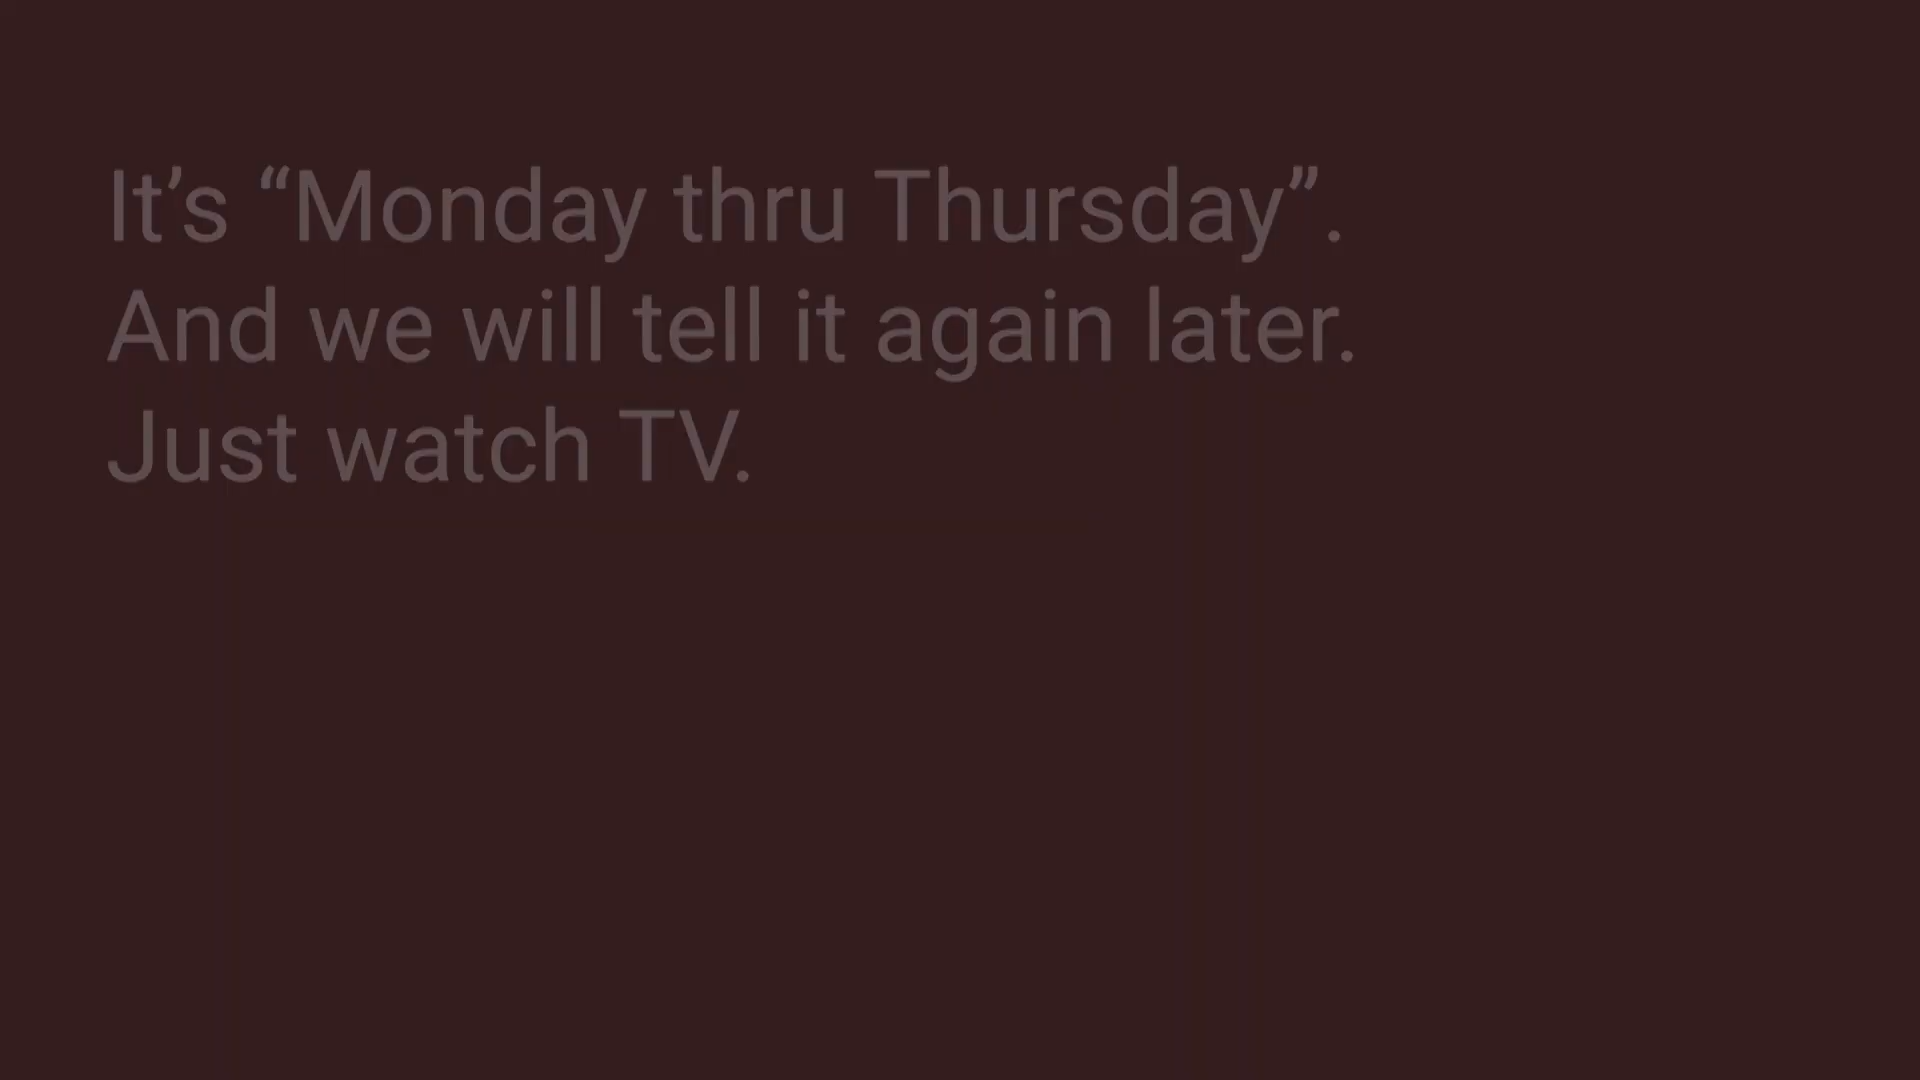 It’s “Monday thru Thursday”.
And we will tell it again later.
Just watch TV.